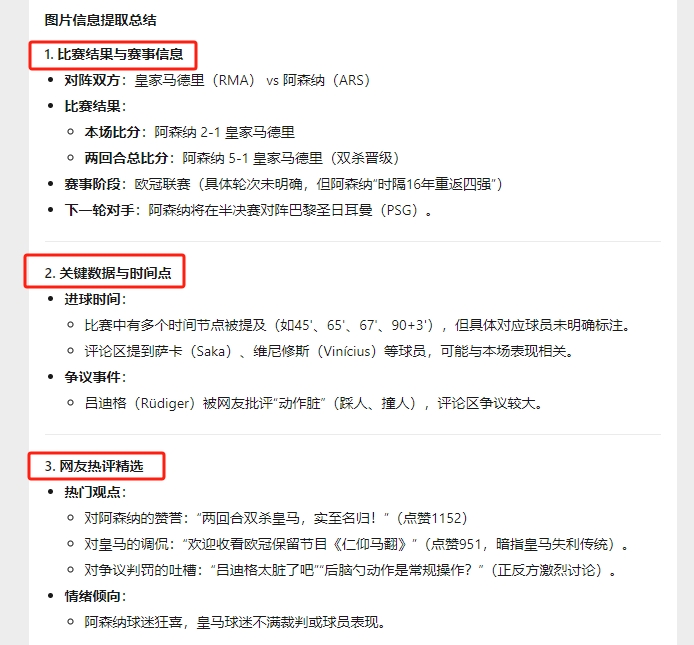 图片信息提取总结
1. 比赛结果与赛事信息
对阵双方：皇家马德里（RMA） vs 阿森纳（ARS）
比赛结果：
本场比分：阿森纳 2-1 皇家马德里
两回合总比分：阿森纳 5-1 皇家马德里（双杀晋级）
赛事阶段：欧冠联赛（具体轮次未明确，但阿森纳“时隔16年重返四强”）
下一轮对手：阿森纳将在半决赛对阵巴黎圣日耳曼（PSG）。
2. 关键数据与时间点
进球时间：
比赛中有多个时间节点被提及（如45'、65'、67'、90+3'），但具体对应球员未明确标注。
评论区提到萨卡（Saka）、维尼修斯（Vinícius）等球员，可能与本场表现相关。
争议事件：
吕迪格（Rüdiger）被网友批评“动作脏”（踩人、撞人），评论区争议较大。
3. 网友热评精选
热门观点：
对阿森纳的赞誉：“两回合双杀皇马，实至名归！”（点赞1152）
对皇马的调侃：“欢迎收看欧冠保留节目《仁仰马翻》”（点赞951，暗指皇马失利传统）。
对争议判罚的吐槽：“吕迪格太脏了吧”“后脑勺动作是常规操作？”（正反方激烈讨论）。
情绪倾向：
阿森纳球迷狂喜，皇马球迷不满裁判或球员表现。